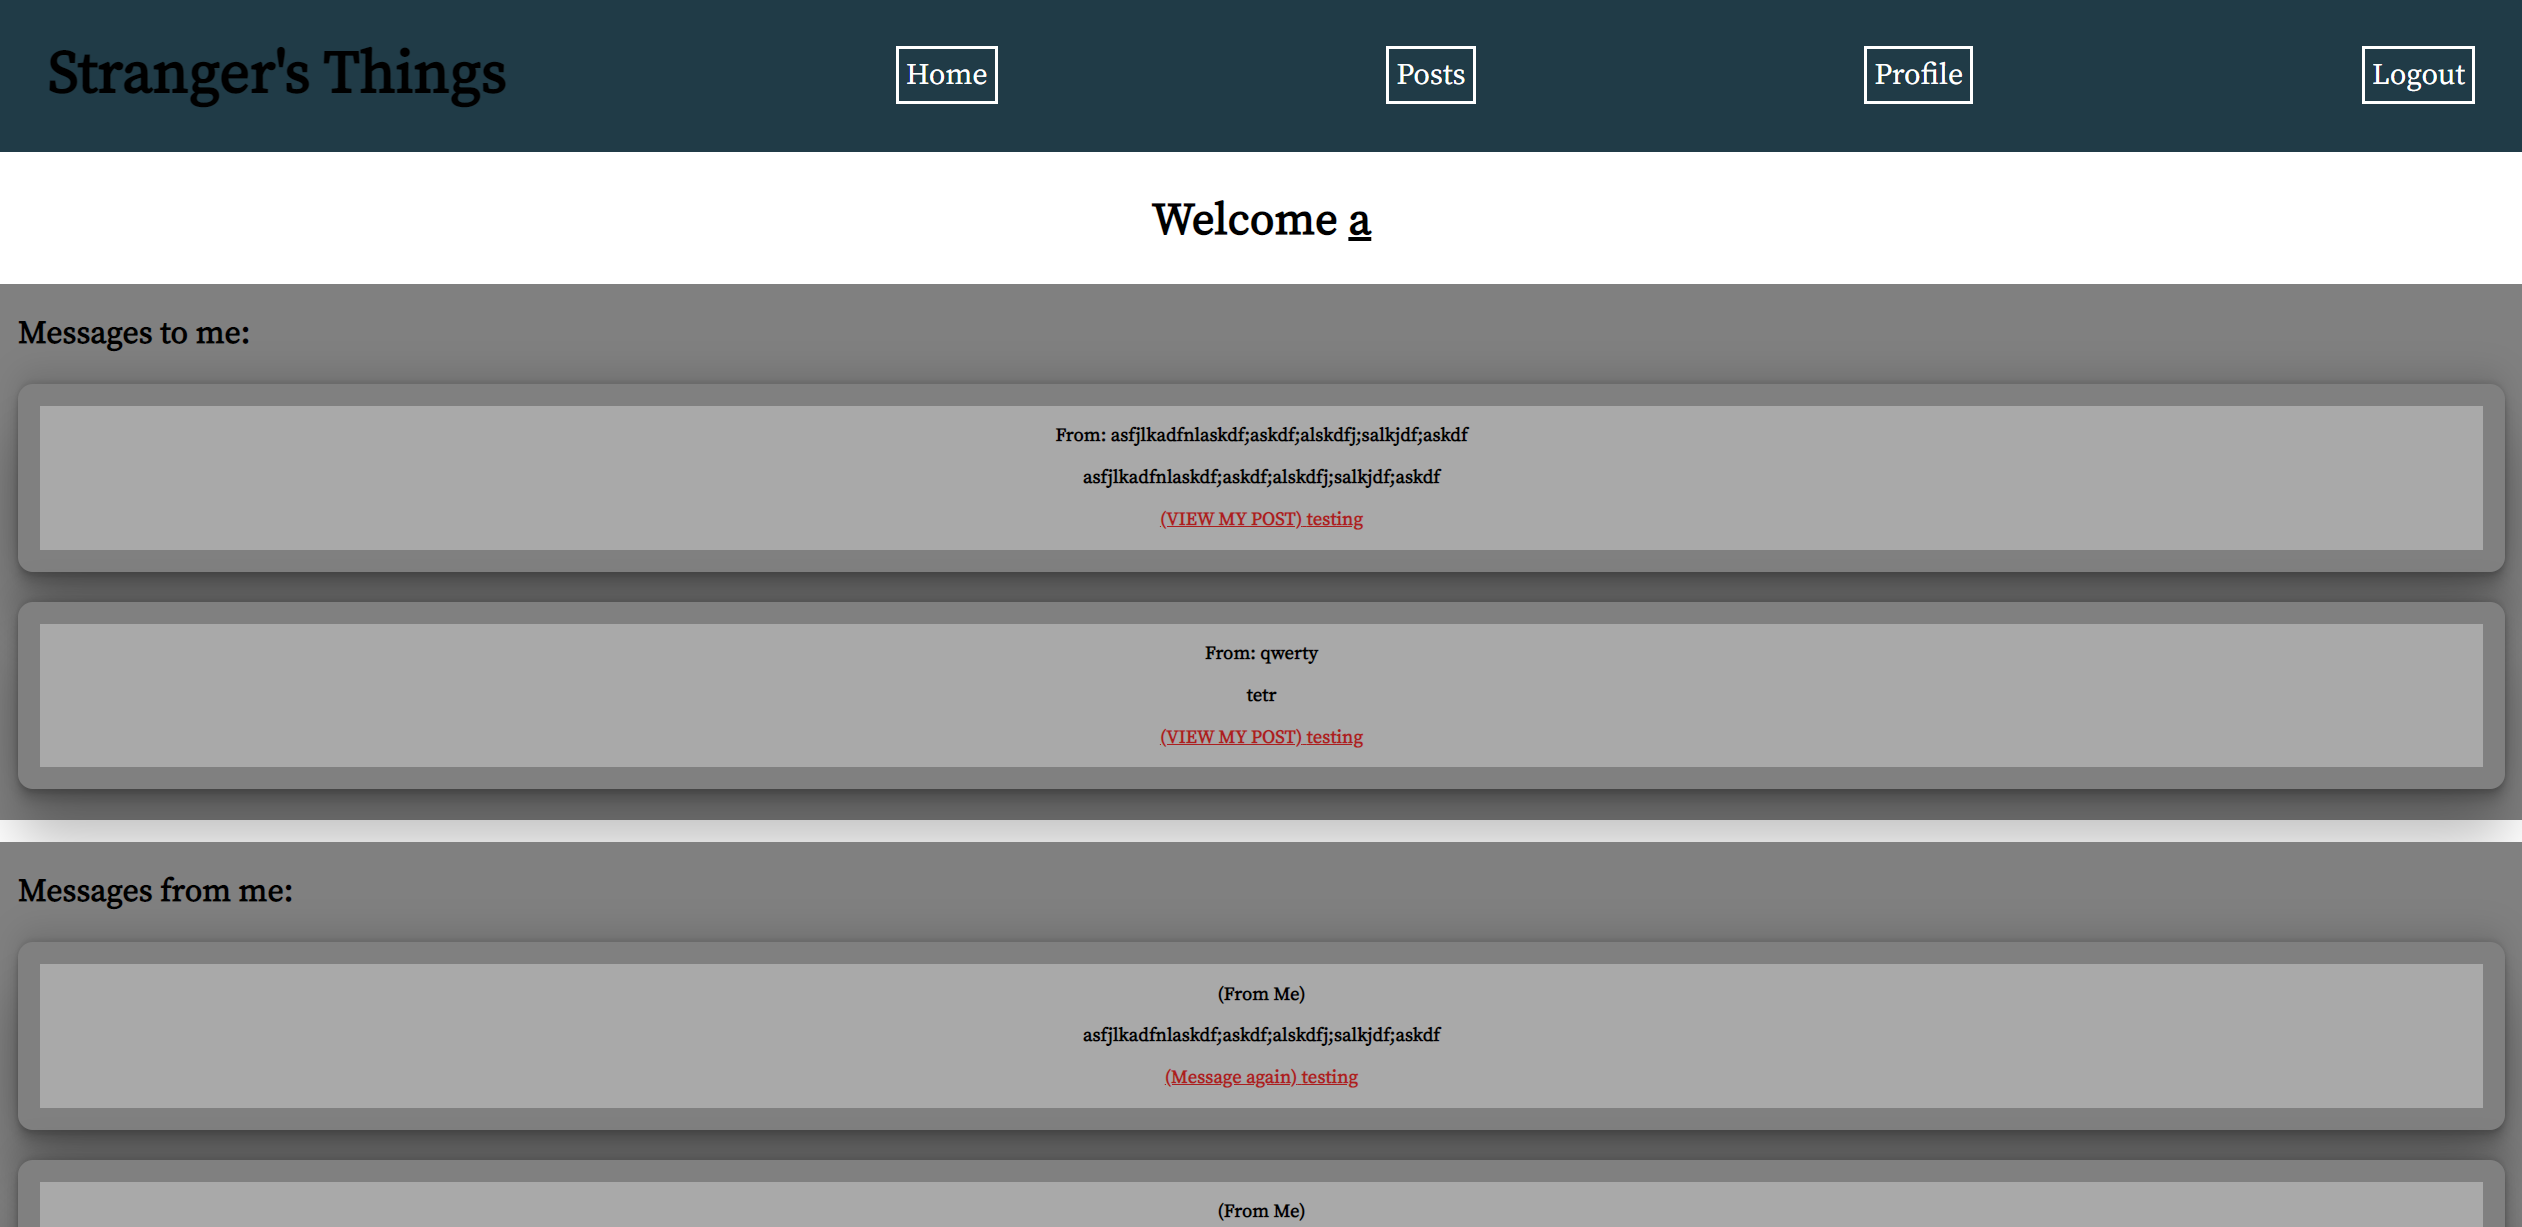 Stranger's Things
Home
Posts
Profile
Logout
Welcome a
Messages to me:
From: asfjlkadfnlaskdf;askdf;alskdfj;salkjdf;askdf
asfjlkadfnlaskdf;askdf;alskdfj;salkjdf;askdf
(VIEW MY POST) testing
From: qwerty
tetr
(VIEW MY POST) testing
Messages from me:
(From Me)
asfjlkadfnlaskdf;askdf;alskdfj;salkjdf;askdf
(Message again) testing
(From Me)